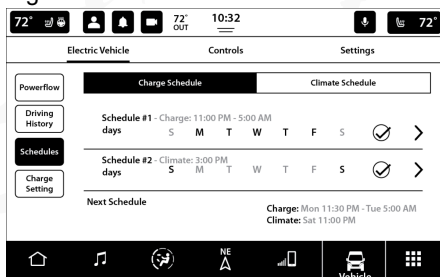 72°
72°
OUT
10:32
72°
Electric Vehicle
Controls
Settings
Powerflow
Driving
History
Schedules
Charge
Setting
Charge Schedule
Climate Schedule
Schedule #1 - Charge: 11:00 PM - 5:00 AM
days S M T W T F S
Schedule #2 - Climate: 3:00 PM
days S M T W T F S
Next Schedule
Charge: Mon 11:30 PM - Tue 5:00 AM
Climate: Sat 11:00 PM
NE
Vehicle